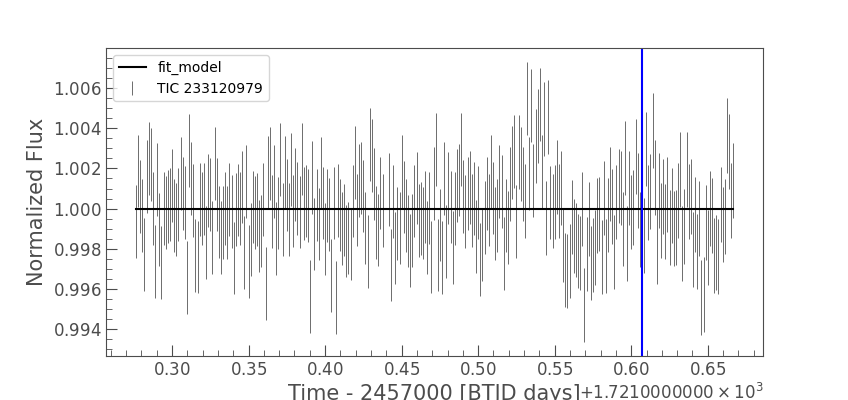 fit_model
TIC 233120979
1.006
1.004
1.002
1.000
0.998
0.996
0.994
Normalized Flux
0.30 0.35 0.40 0.45 0.50 0.55 0.60 0.65
Time - 2457000 [BTJD days]
+1.7210000000 × 10³